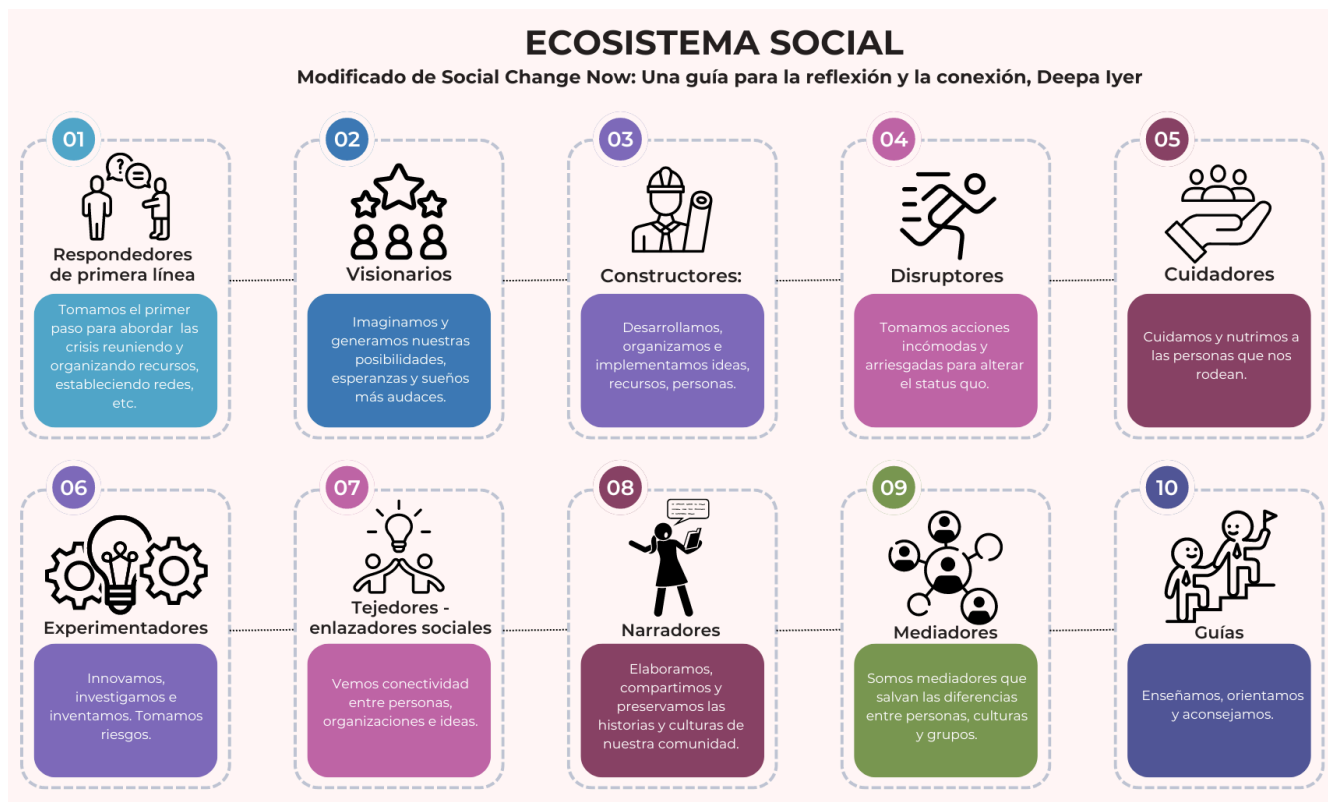 ECOSISTEMA SOCIAL
Modificado de Social Change Now: Una guía para la reflexión y la conexión, Deepa Iyer
01
Respondedores
de primera línea
Tomamos el primer
paso para abordar las
crisis reuniendo y
organizando recursos,
estableciendo redes,
etc.
02
Visionarios
Imaginamos y
generamos nuestras
posibilidades,
esperanzas y sueños
más audaces.
03
Constructores:
Desarrollamos,
organizamos e
implementamos ideas,
recursos, personas.
04
Disruptores
Tomamos acciones
incómodas y
arriesgadas para alterar
el status quo.
05
Cuidadores
Cuidamos y nutrimos a
las personas que nos
rodean.
06
Experimentadores
Innovamos,
investigamos e
inventamos. Tomamos
riesgos.
07
Tejedores -
enlazadores sociales
Vemos conectividad
entre personas,
organizaciones e ideas.
08
Narradores
Elaboramos,
compartimos y
preservamos las
historias y culturas de
nuestra comunidad.
09
Mediadores
Somos mediadores que
salvan las diferencias
entre personas, culturas
y grupos.
10
Guías
Enseñamos, orientamos
y aconsejamos.